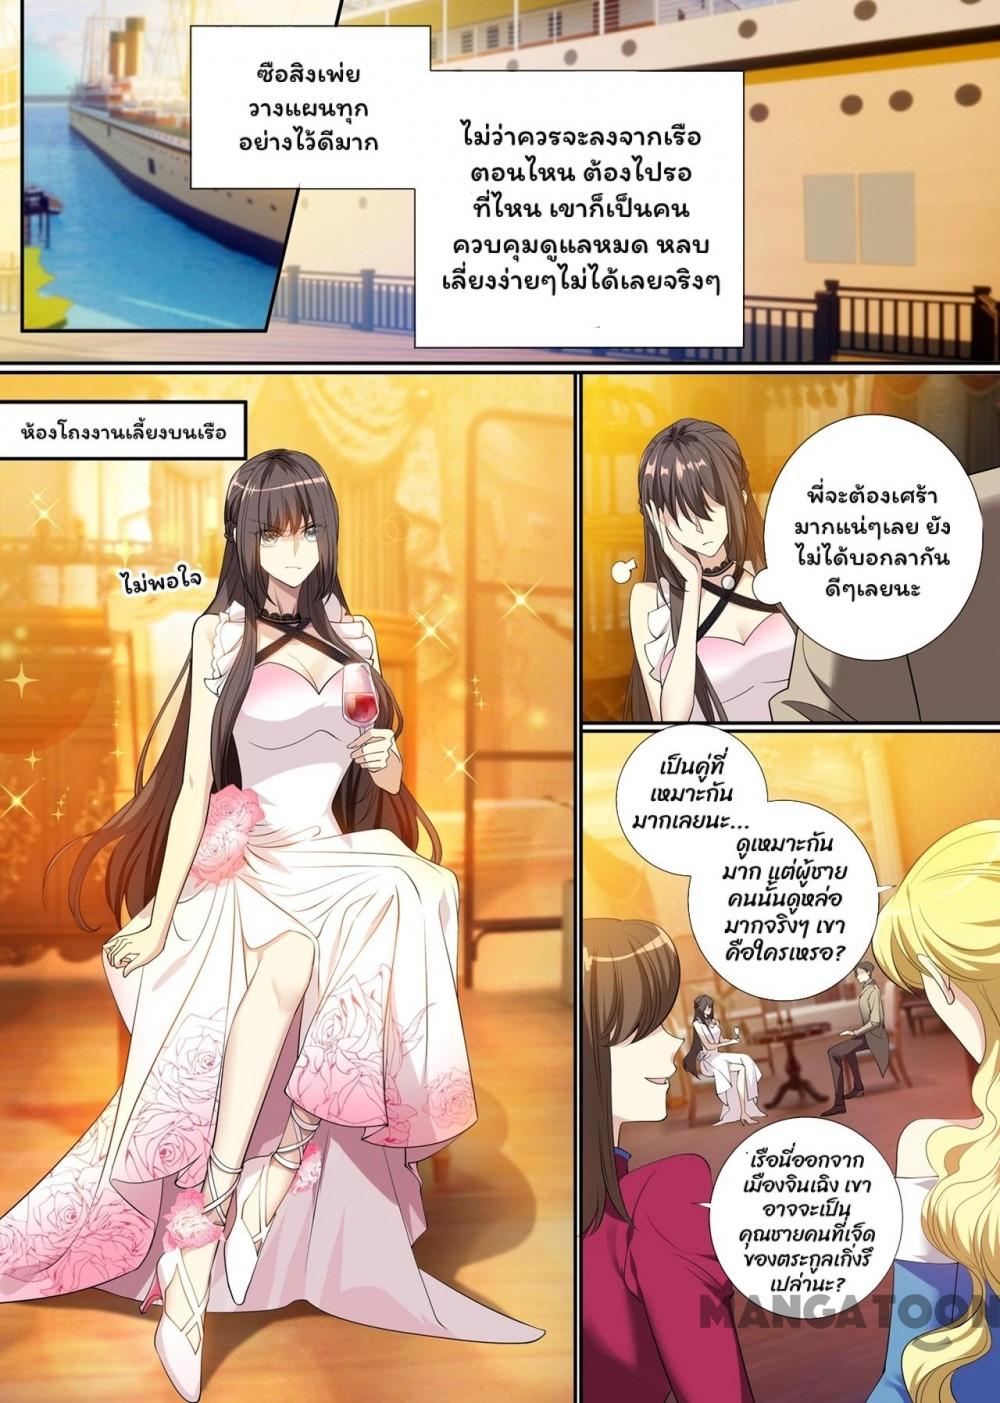 ซือสิงเพ่ย
วางแผนทุก
อย่างไว้ดีมาก
ไม่ว่าควรจะลงจากเรือ
ตอนไหน ต้องไปรอ
ที่ไหน เขาก็เป็นคน
ควบคุมดูแลหมด หลบ
เลี่ยงง่ายๆไม่ได้เลยจริงๆ
ห้องโถงงานเลี้ยงบนเรือ
ไม่พอใจ
พี่จะต้องเศร้า
มากแน่ๆเลย ยัง
ไม่ได้บอกลากัน
ดีๆเลยนะ
เป็นคู่ที่
เหมาะกัน
มากเลยนะ...
ดูเหมาะกัน
มาก แต่ผู้ชาย
คนนั้นดูหล่อ
มากจริงๆ เขา
คือใครเหรอ?
เรือนี่ออกจาก
เมืองจินเฉิง เขา
อาจจะเป็น
คุณชายคนที่เจ็ด
ของตระกูลเกิ่งรึ
เปล่านะ?
MANGATOON